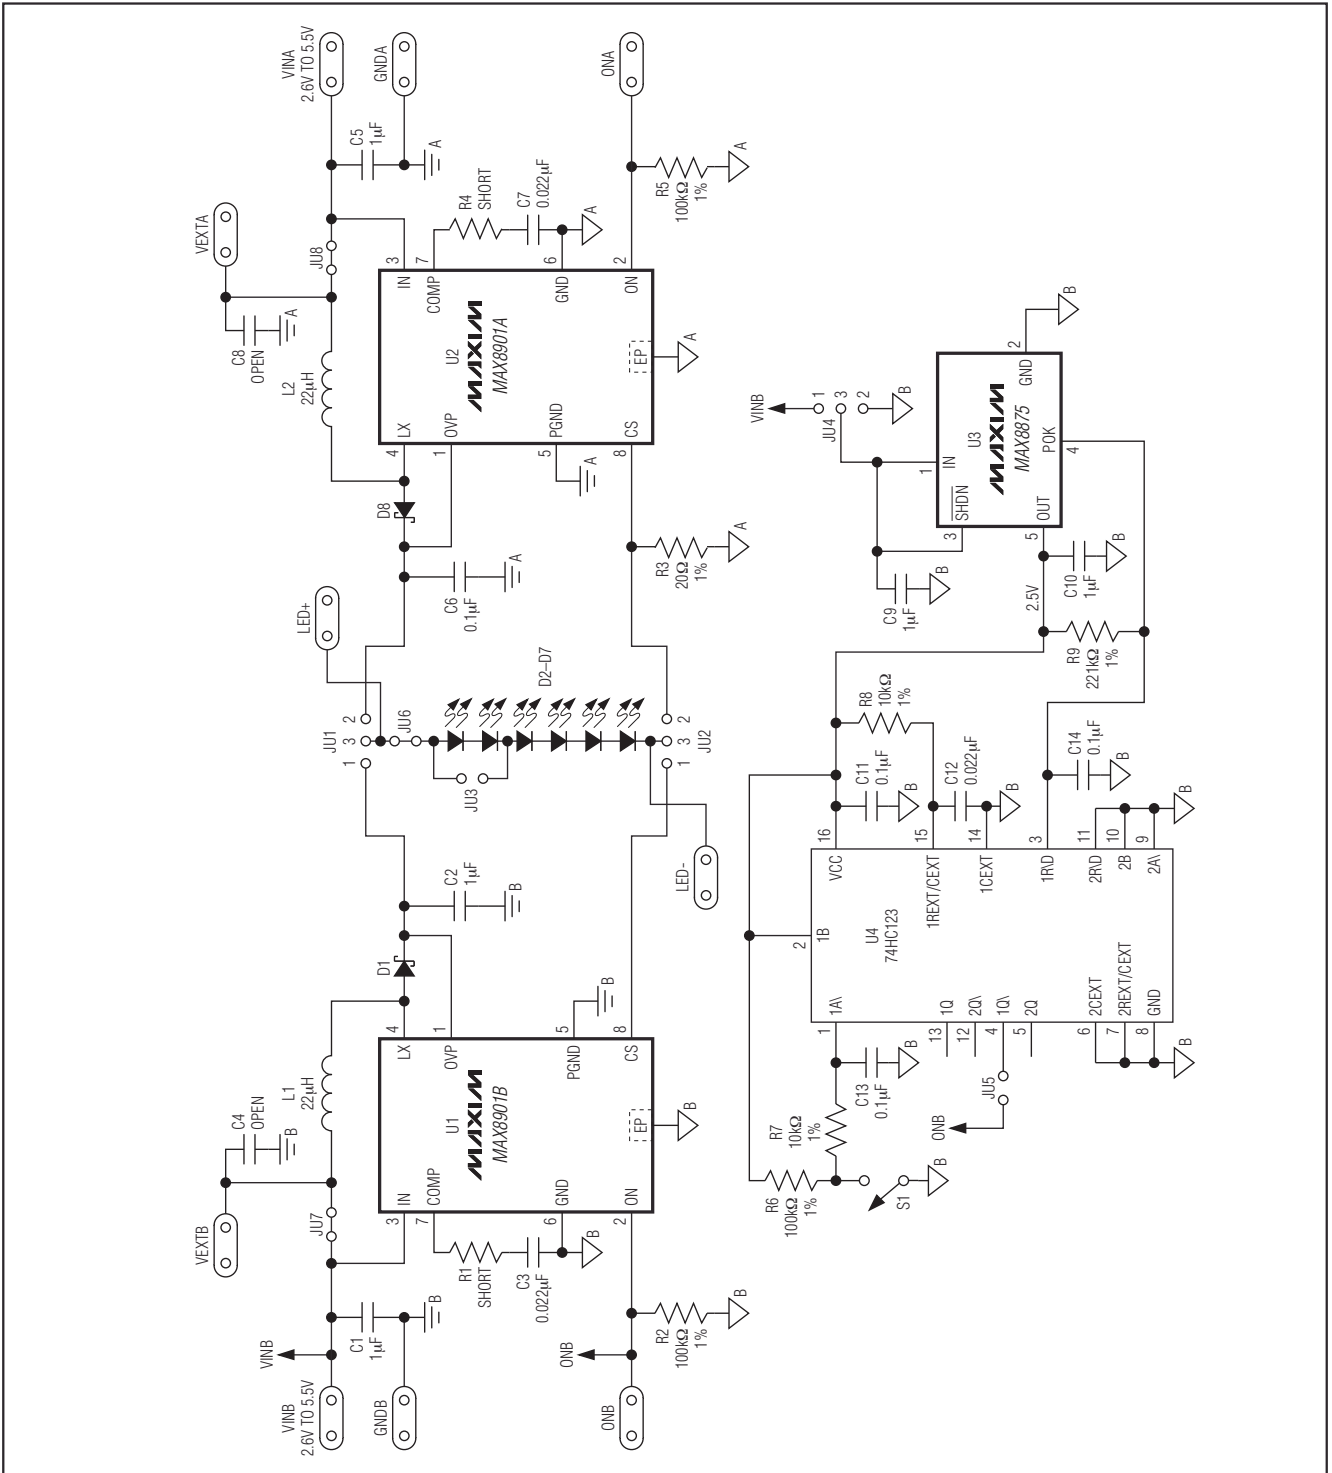 VINB
2.6V TO 5.5V
VINB
GNDB
C1
1µF
B
VEXTB
JU7
C4
OPEN
B
L1
22µH
ONB
ONB
R2
100kΩ
1%
B
R1
SHORT
C3
0.022µF
B
3
7
6
2
IN
COMP
GND
ON
U1
MAXIM
MAX8901B
EP
B
LX
OVP
PGND
CS
4
1
5
8
B
D1
C2
1µF
B
JU1
1
3
2
JU6
JU3
D2–D7
LED+
LED-
JU2
1
3
2
C6
0.1µF
A
D8
R3
20Ω
1%
A
4
1
5
8
A
LX
OVP
PGND
CS
U2
MAXIM
MAX8901A
EP
A
IN
COMP
GND
ON
3
7
6
2
L2
22µH
C8
OPEN
A
VEXTA
JU8
R4
SHORT
C7
0.022µF
A
C5
1µF
A
R5
100kΩ
1%
A
VINA
2.6V TO 5.5V
GNDA
ONA
R6
100kΩ
1%
R7
10kΩ
1%
S1
B
C13
0.1µF
B
ONB
JU5
1
13
12
4
5
6
7
8
B
1A\
1Q
2Q\
1Q\
2Q
2CEXT
2REXT/CEXT
GND
2
1B
U4
74HC123
VCC
1REXT/CEXT
1CEXT
1R\D
2R\D
2B
2A\
16
15
14
3
11
10
9
B
C11
0.1µF
B
R8
10kΩ
1%
C12
0.022µF
B
C14
0.1µF
B
R9
221kΩ
1%
2.5V
C10
1µF
B
C9
1µF
B
VINB
JU4
1
3
2
B
3
1
5
4
2
SHDN
IN
OUT
POK
GND
U3
MAXIM
MAX8875
B